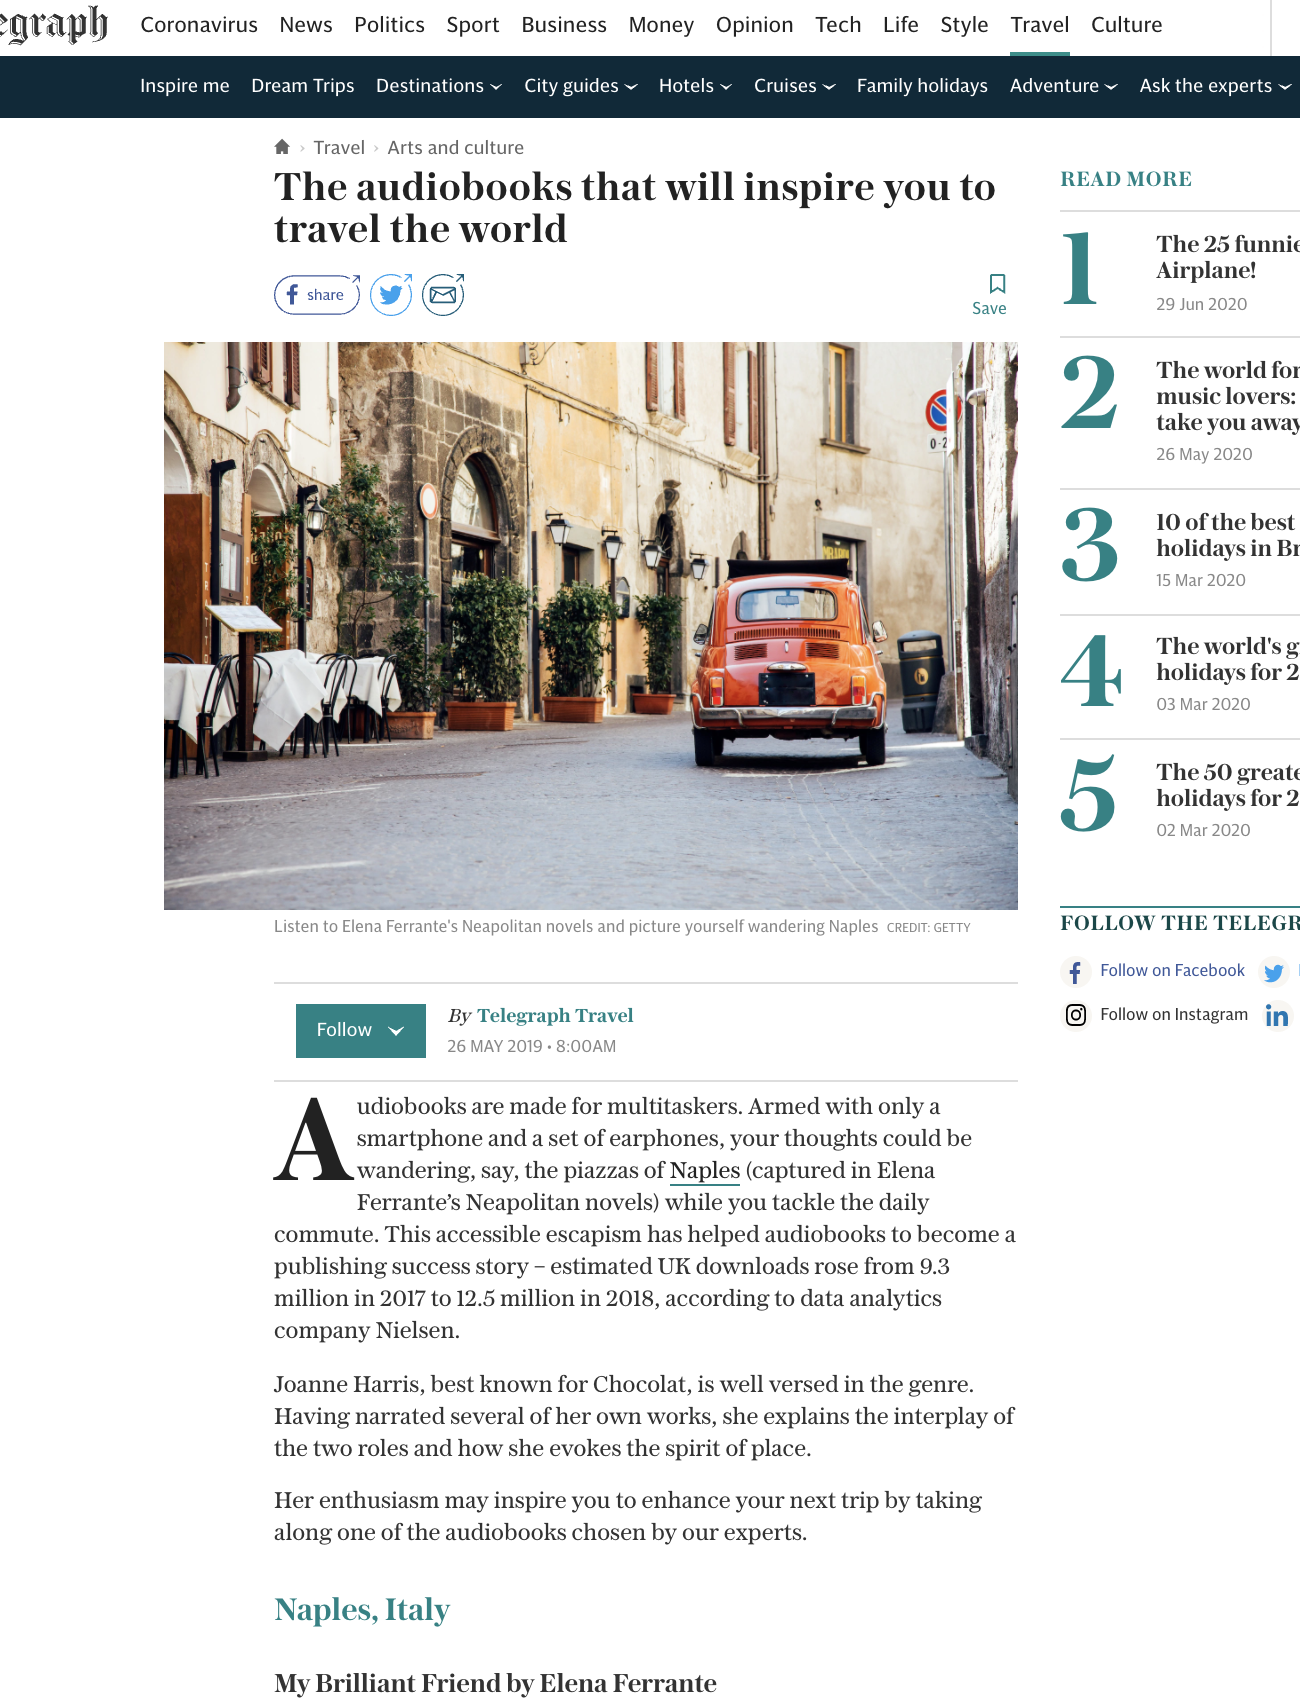 Coronavirus News Politics Sport Business Money Opinion Tech Life Style Travel Culture
Inspire me Dream Trips Destinations City guides Hotels Cruises Family holidays Adventure Ask the experts
Travel Arts and culture
The audiobooks that will inspire you to
travel the world
share
Save
0-2
Listen to Elena Ferrante's Neapolitan novels and picture yourself wandering Naples CREDIT: GETTY
Follow
By Telegraph Travel
26 MAY 2019 • 8:00AM
Audiobooks are made for multitaskers. Armed with only a
smartphone and a set of earphones, your thoughts could be
wandering, say, the piazzas of Naples (captured in Elena
Ferrante’s Neapolitan novels) while you tackle the daily
commute. This accessible escapism has helped audiobooks to become a
publishing success story – estimated UK downloads rose from 9.3
million in 2017 to 12.5 million in 2018, according to data analytics
company Nielsen.
Joanne Harris, best known for Chocolat, is well versed in the genre.
Having narrated several of her own works, she explains the interplay of
the two roles and how she evokes the spirit of place.
Her enthusiasm may inspire you to enhance your next trip by taking
along one of the audiobooks chosen by our experts.
Naples, Italy
My Brilliant Friend by Elena Ferrante
READ MORE
1
The 25 funnie
Airplane!
29 Jun 2020
2
The world for
music lovers:
take you away
26 May 2020
3
10 of the best
holidays in Br
15 Mar 2020
4
The world's g
holidays for 2
03 Mar 2020
5
The 50 greate
holidays for 2
02 Mar 2020
FOLLOW THE TELEGR
Follow on Facebook
Follow on Instagram
in